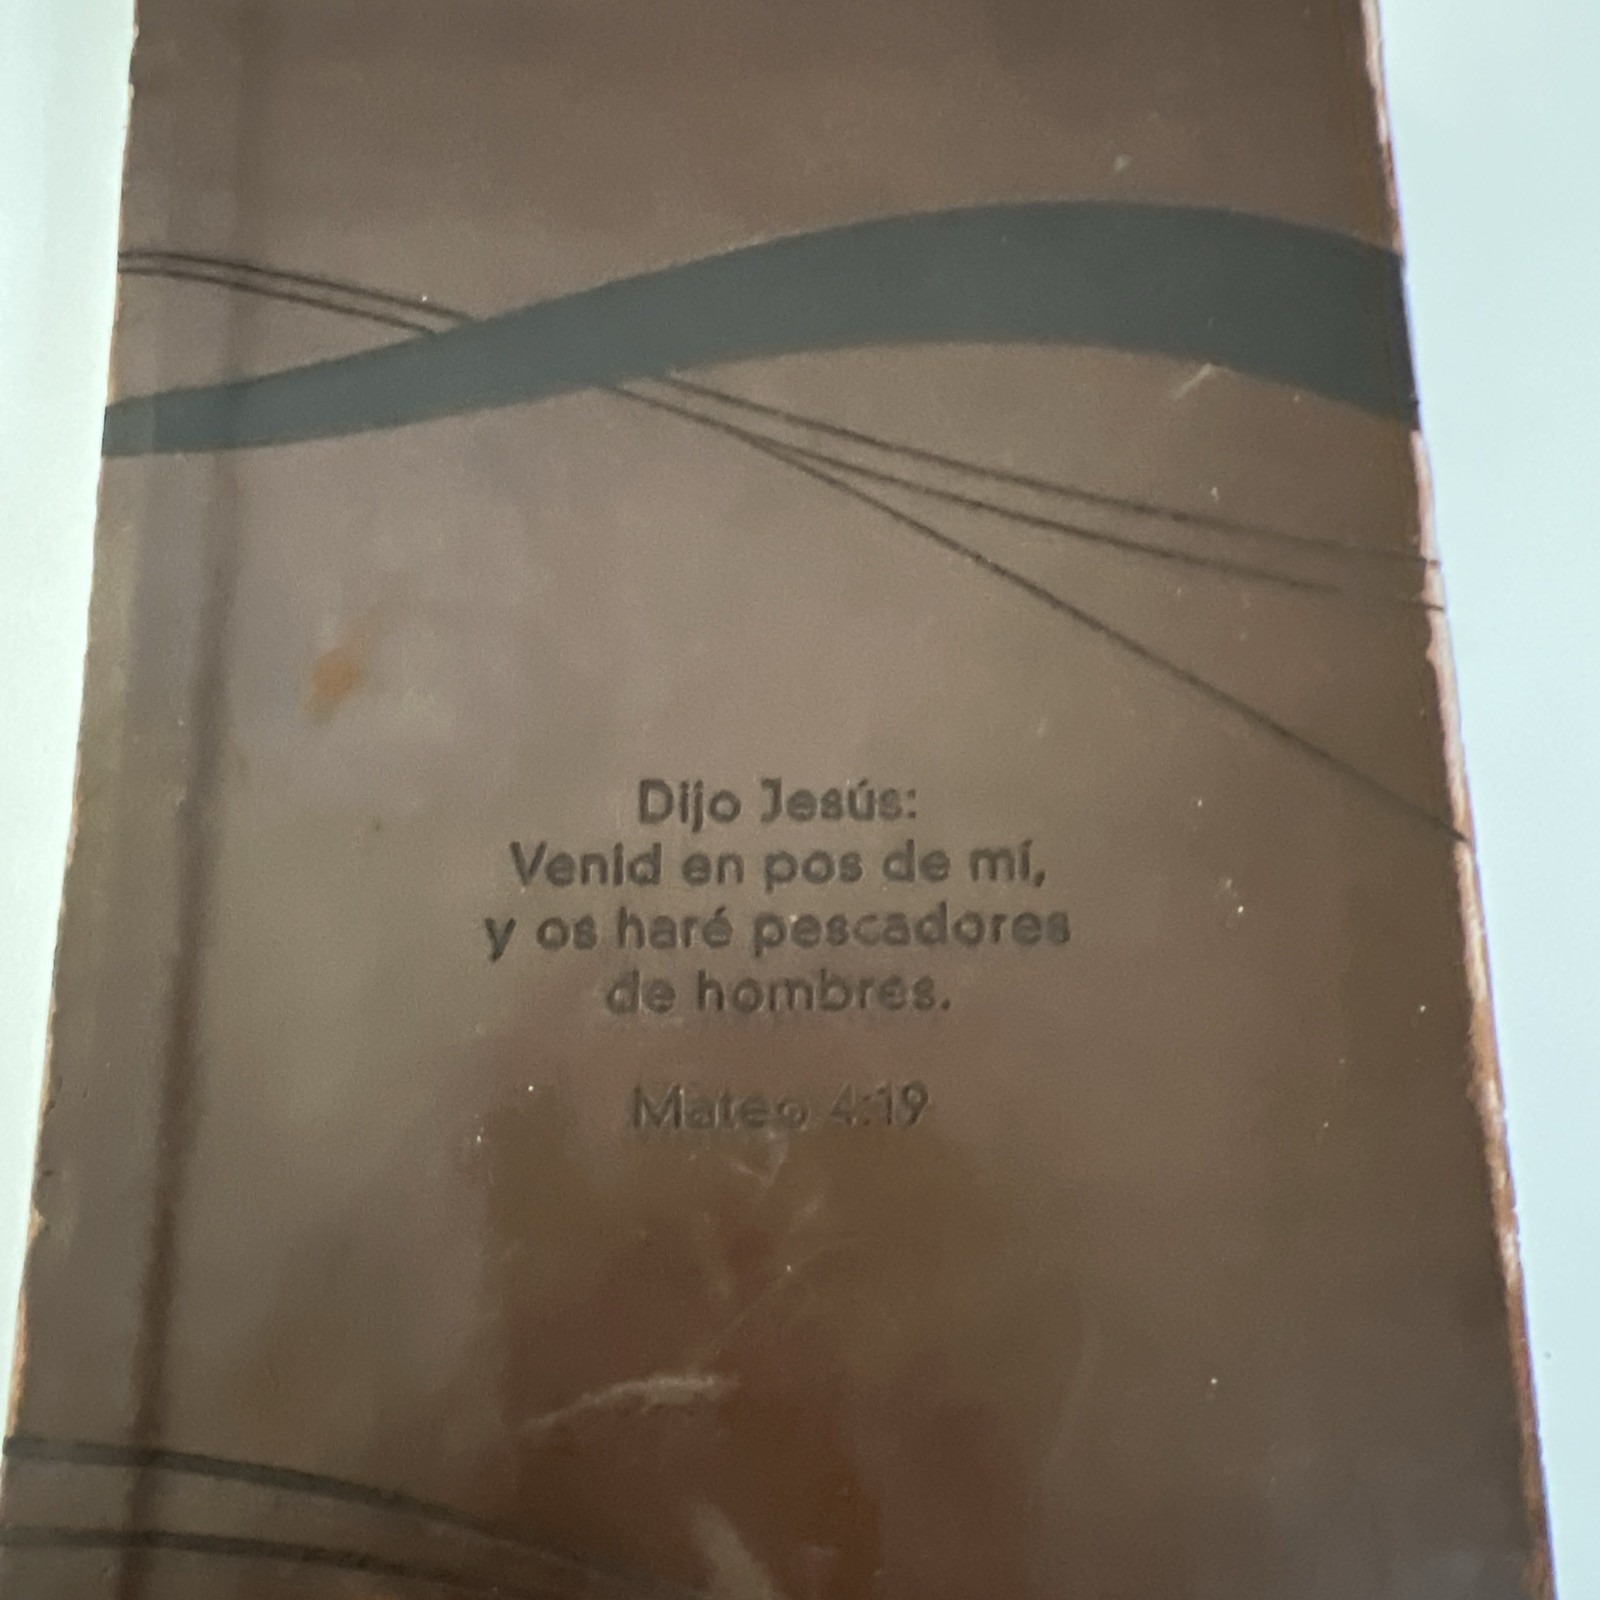 Dijo Jesús:
Venid en pos de mí,
y os haré pescadores
de hombres.
Mateo 4:19